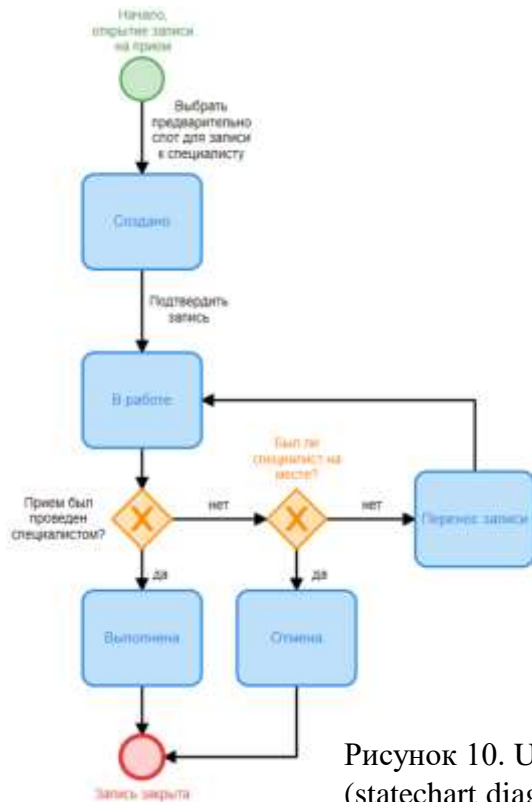 Начало,
открытие записи
на прием
Выбрать
предварительно
слот для записи
к специалисту
Создано
Подтвердить
запись
В работе
Был ли
специалист на
месте?
Прием был
проведен
специалистом?
нет
нет
Перенос записи
да
да
Выполнена
Отмена
Запись закрыта
Рисунок 10. U
(statechart diag